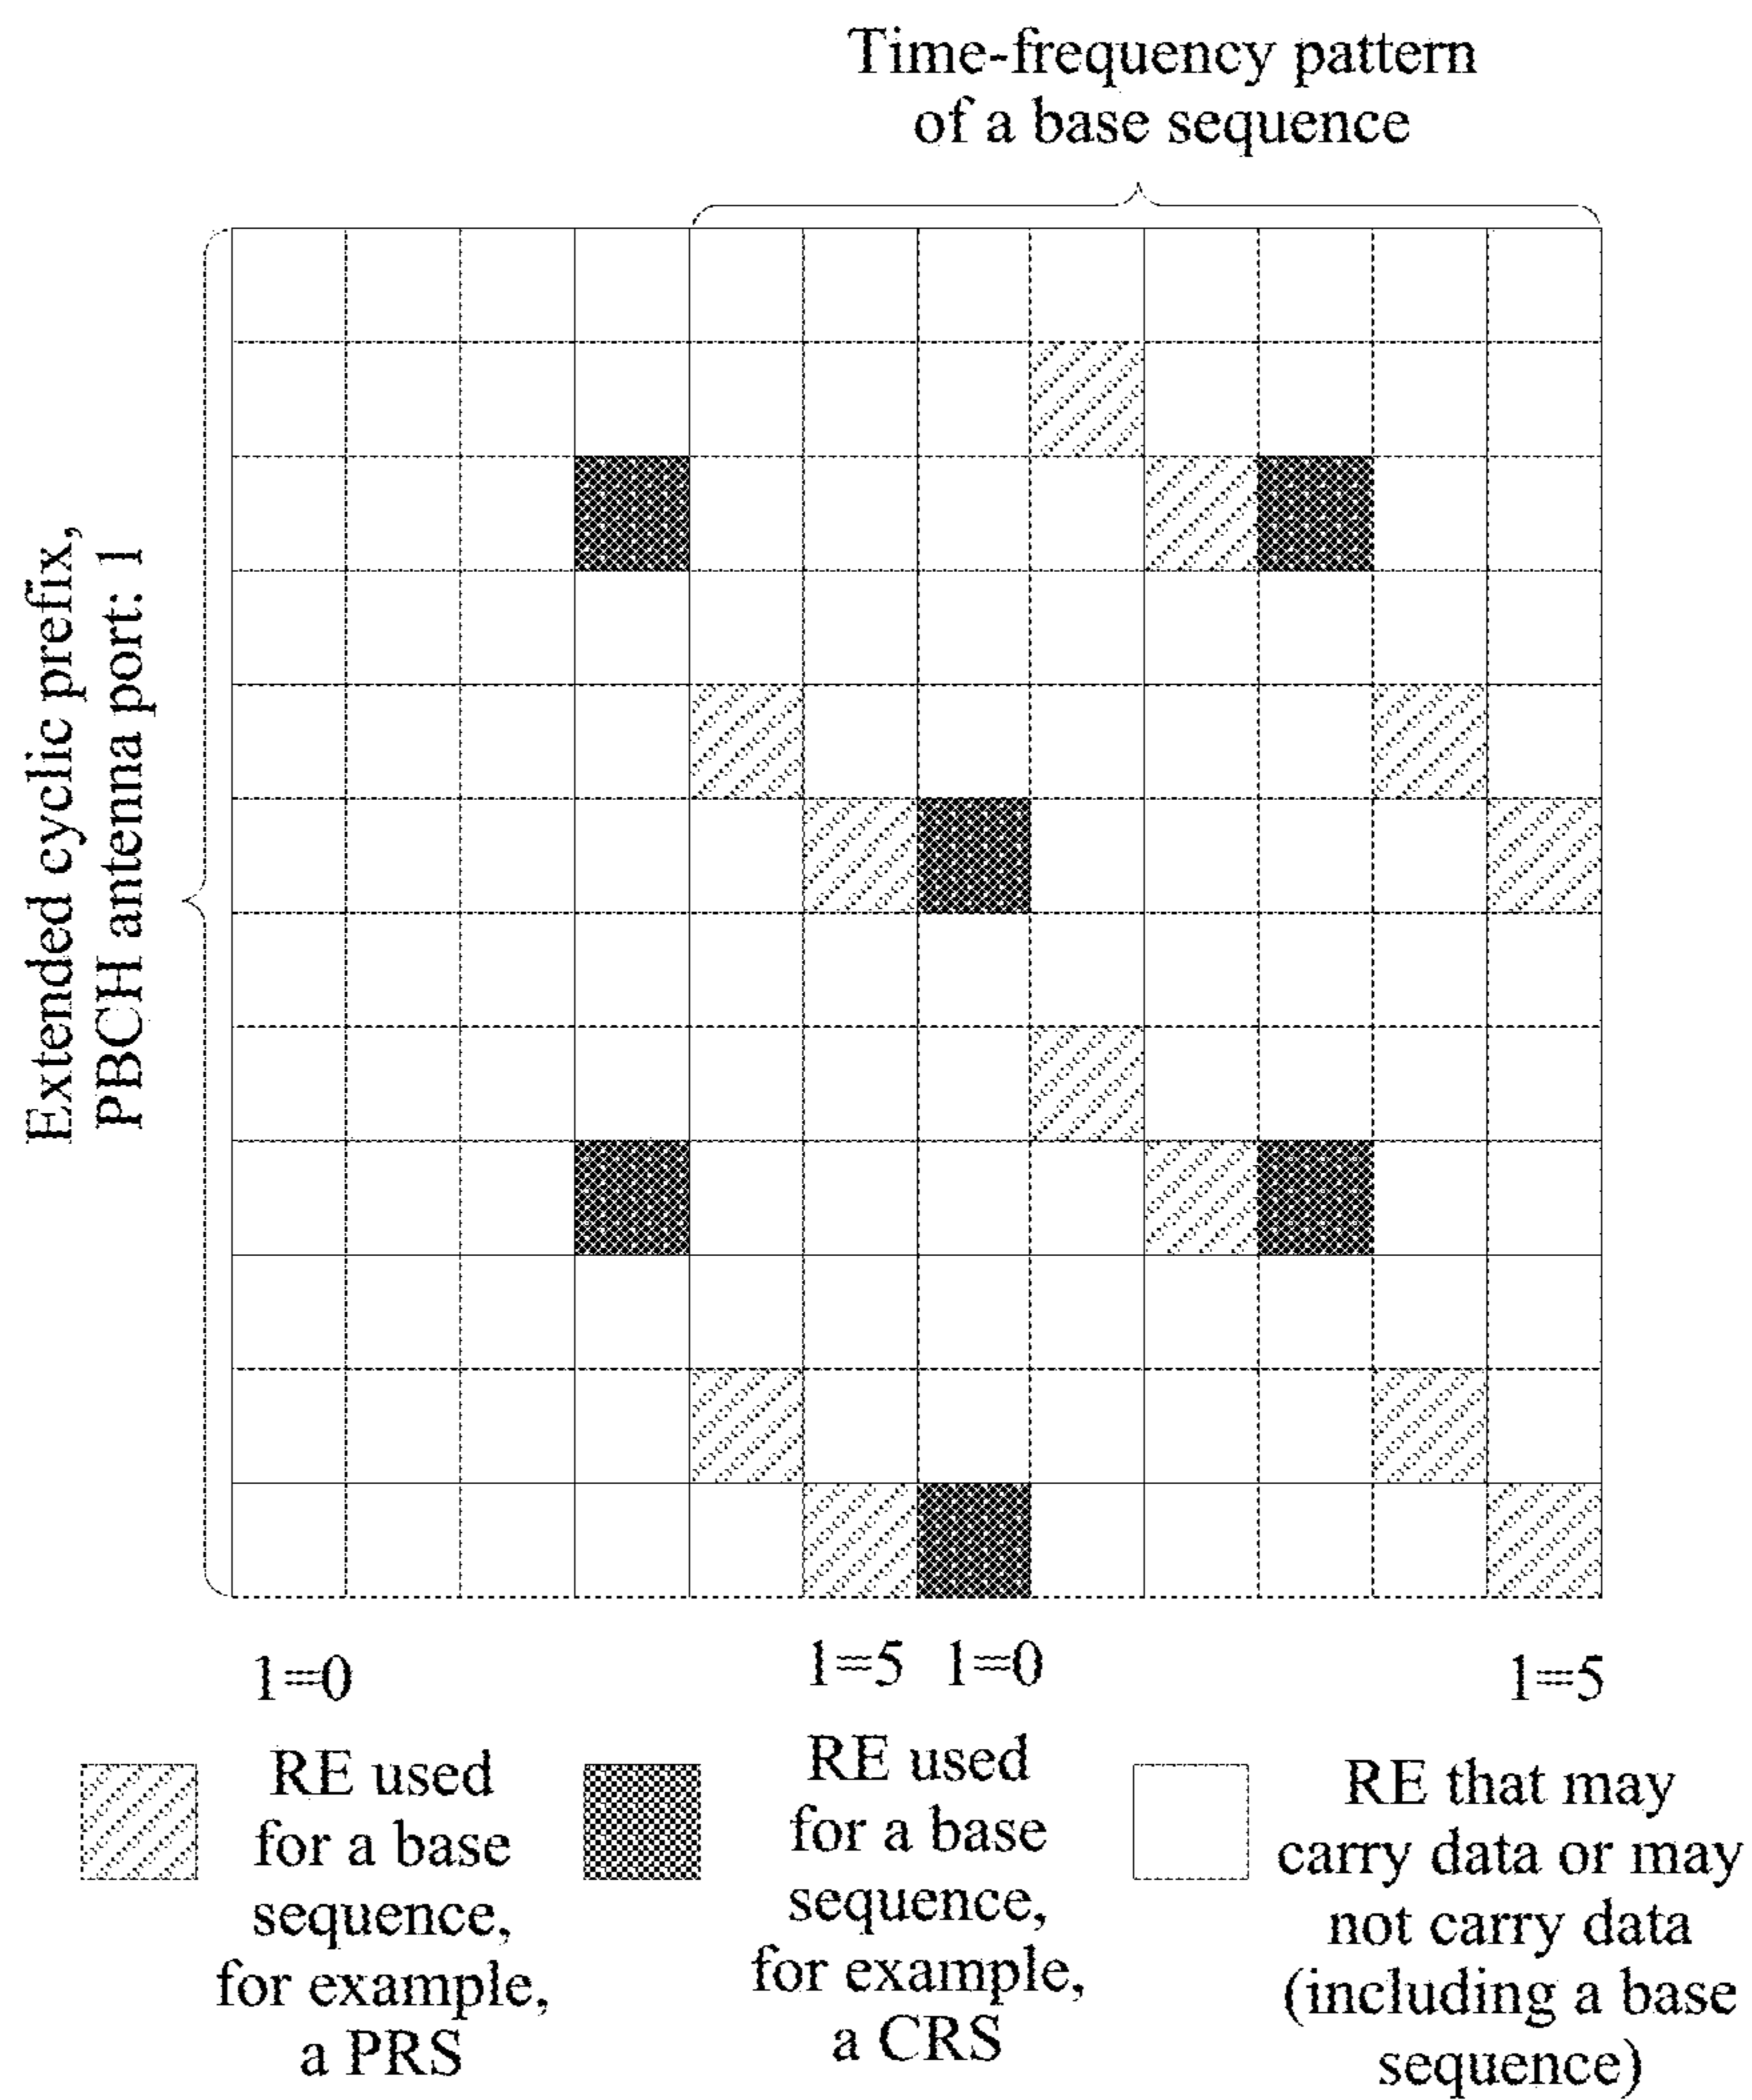 Time-frequency pattern
of a base sequence
Extended cyclic prefix,
PBCH antenna port: 1
l=0
l=5
l=0
l=5
RE used
for a base
sequence,
for example,
a PRS
RE used
for a base
sequence,
for example,
a CRS
RE that may
carry data or may
not carry data
(including a base
sequence)